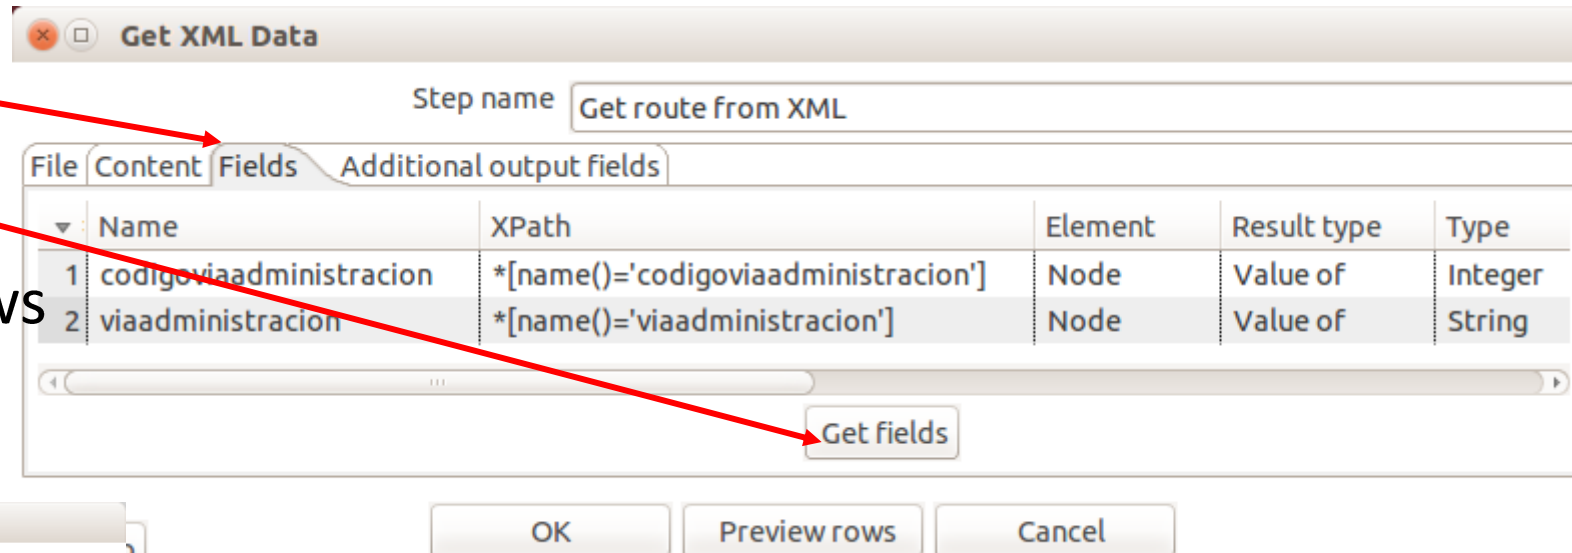 Get XML Data
Step name Get route from XML
File Content Fields Additional output fields
Name XPath Element Result type Type
1 codigoviaadministracion *[name()='codigoviaadministracion'] Node Value of Integer
2 viaadministracion *[name()='viaadministracion'] Node Value of String
Get fields
OK Preview rows Cancel